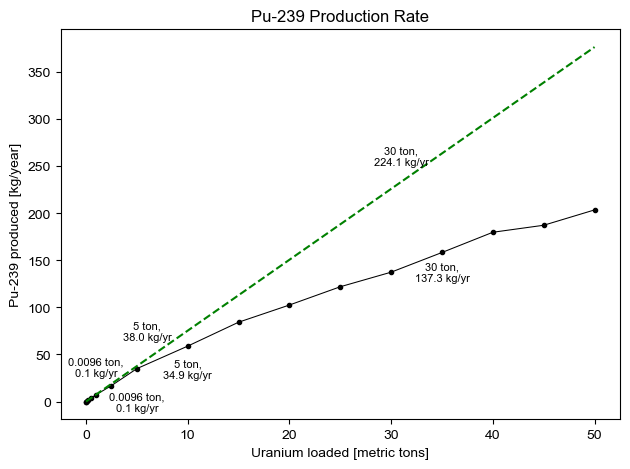 Pu-239 Production Rate
Pu-239 produced [kg/year]
350
300
250
200
150
100
50
0
30 ton,
224.1 kg/yr
30 ton,
137.3 kg/yr
5 ton,
38.0 kg/yr
5 ton,
34.9 kg/yr
0.0096 ton,
0.1 kg/yr
0.0096 ton,
0.1 kg/yr
0 10 20 30 40 50
Uranium loaded [metric tons]